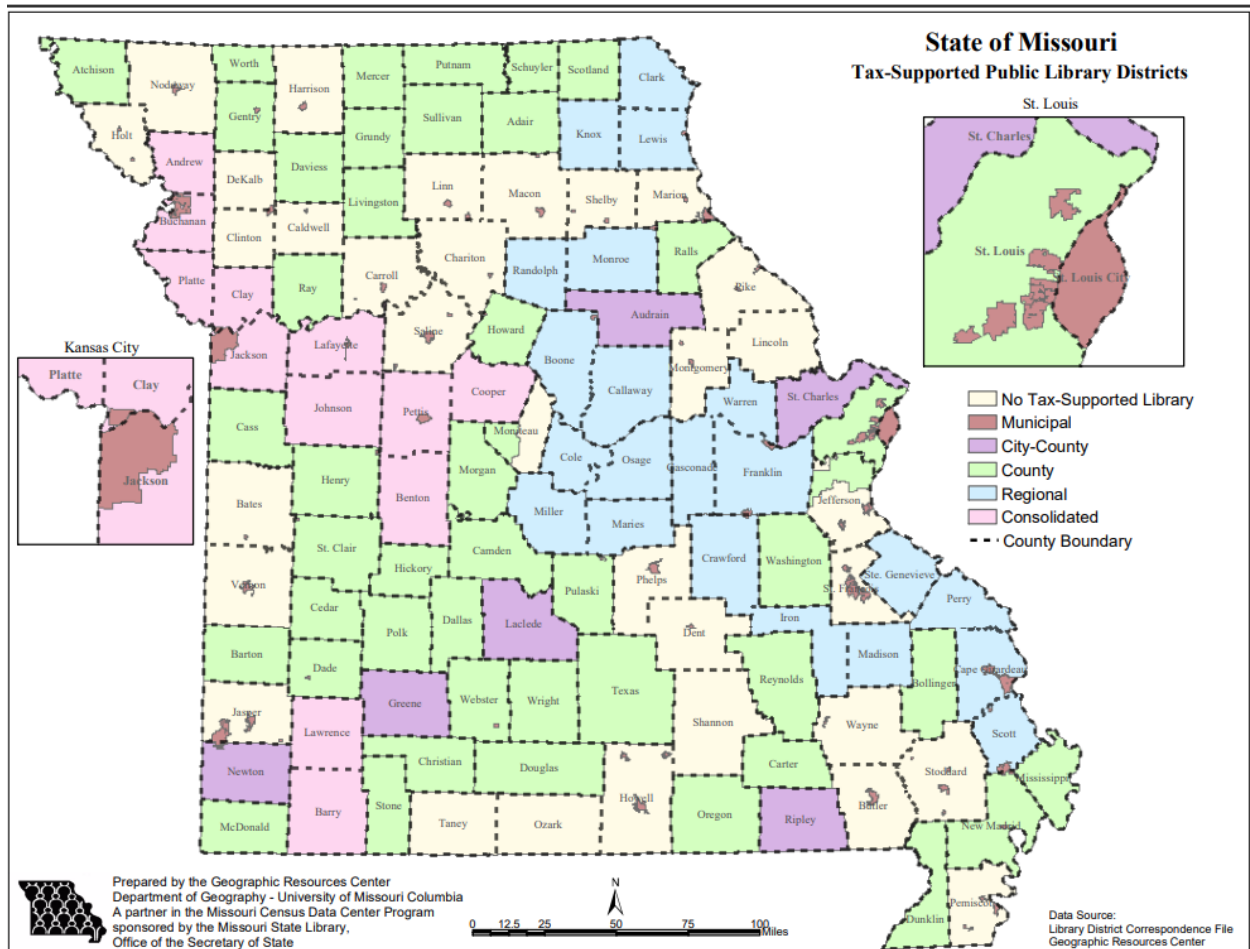 State of Missouri
Tax-Supported Public Library Districts
St. Louis
St. Charles
St. Louis
St. Louis City
Kansas City
Platte
Clay
Jackson
Atchison
Nodaway
Worth
Harrison
Mercer
Putnam
Schuyler
Scotland
Clark
Holt
Gentry
Sullivan
Adair
Knox
Lewis
Andrew
Grundy
Daviess
DeKalb
Livingston
Linn
Macon
Shelby
Marion
Buchanan
Clinton
Caldwell
Chariton
Randolph
Monroe
Ralls
Platte
Clay
Ray
Carroll
Pike
Saline
Howard
Audrain
Jackson
Lafayette
Boone
Lincoln
Callaway
Montgomery
Johnson
Pettis
Cooper
Warren
St. Charles
Cass
Moniteau
Cole
Osage
Gasconade
Franklin
Henry
Morgan
Benton
Jefferson
Bates
Miller
Maries
St. Clair
Camden
Crawford
Washington
Hickory
Phelps
Pulaski
Ste. Genevieve
Vernon
St. Francois
Perry
Cedar
Polk
Dallas
Laclede
Iron
Dent
Barton
Dade
Madison
Cape Girardeau
Reynolds
Bollinger
Greene
Webster
Wright
Texas
Jasper
Lawrence
Shannon
Wayne
Scott
Newton
Christian
Douglas
Carter
Stoddard
Mississippi
Barry
Stone
Howell
Oregon
Ripley
Butler
McDonald
Taney
Ozark
New Madrid
Dunklin
Pemiscot
No Tax-Supported Library
Municipal
City-County
County
Regional
Consolidated
County Boundary
Prepared by the Geographic Resources Center
Department of Geography - University of Missouri Columbia
A partner in the Missouri Census Data Center Program
sponsored by the Missouri State Library,
Office of the Secretary of State
N
0 12.5 25 50 75 100
Miles
Data Source:
Library District Correspondence File
Geographic Resources Center